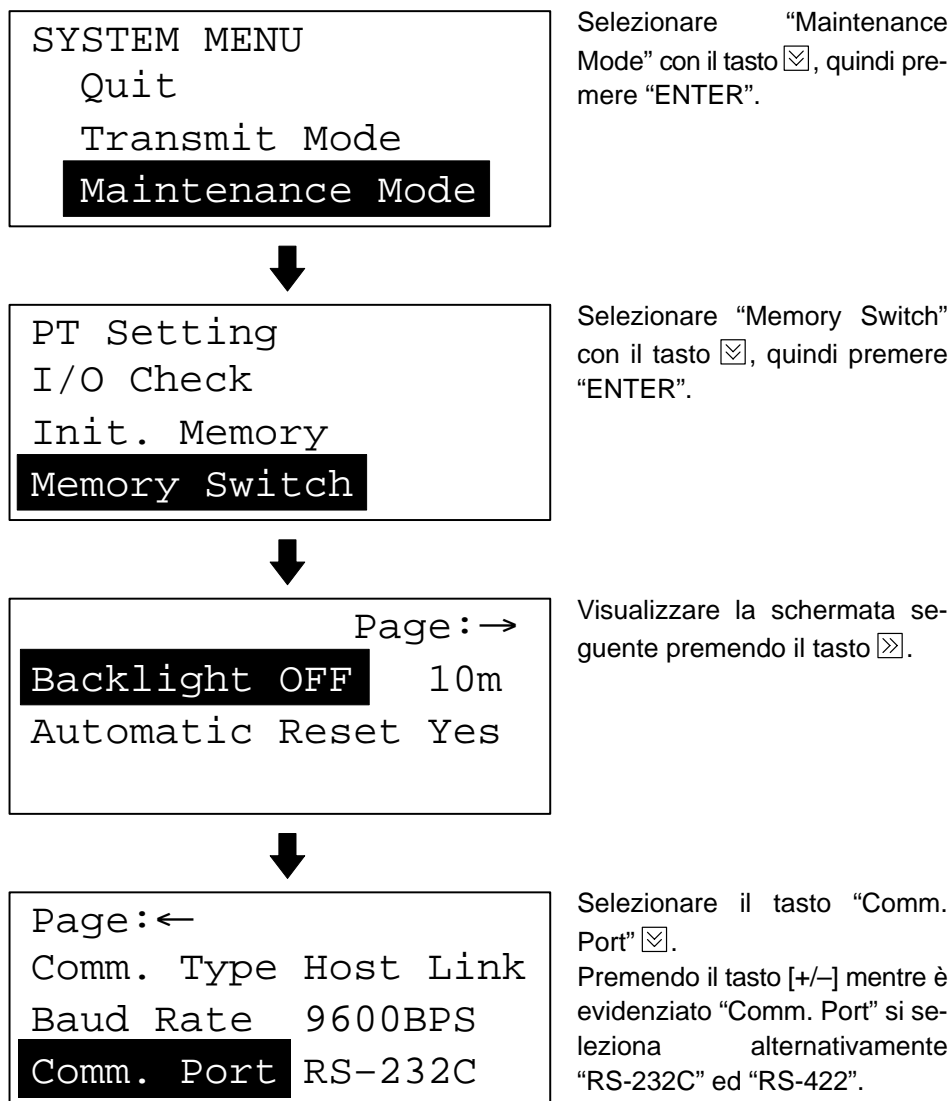 SYSTEM MENU
Quit
Transmit Mode
Maintenance Mode
Selezionare “Maintenance
Mode” con il tasto , quindi pre-
mere “ENTER”.
PT Setting
I/O Check
Init. Memory
Memory Switch
Selezionare “Memory Switch”
con il tasto , quindi premere
“ENTER”.
Page:→
Backlight OFF 10m
Automatic Reset Yes
Visualizzare la schermata se-
guente premendo il tasto .
Page:←
Comm. Type Host Link
Baud Rate 9600BPS
Comm. Port RS-232C
Selezionare il tasto “Comm.
Port” .
Premendo il tasto [+/–] mentre è
evidenziato “Comm. Port” si se-
leziona alternativamente
“RS-232C” ed “RS-422”.